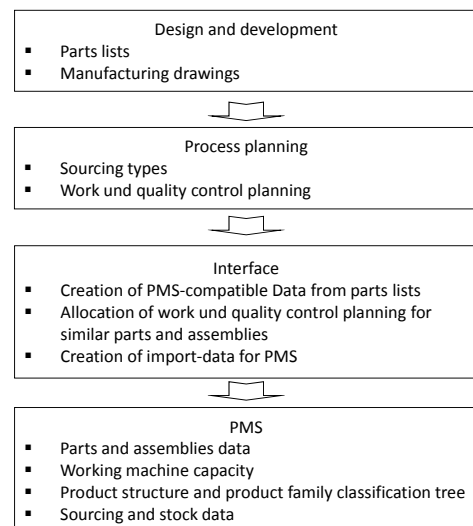 Design and development
▪ Parts lists
▪ Manufacturing drawings
Process planning
▪ Sourcing types
▪ Work und quality control planning
Interface
▪ Creation of PMS-compatible Data from parts lists
▪ Allocation of work und quality control planning for
similar parts and assemblies
▪ Creation of import-data for PMS
PMS
▪ Parts and assemblies data
▪ Working machine capacity
▪ Product structure and product family classification tree
▪ Sourcing and stock data